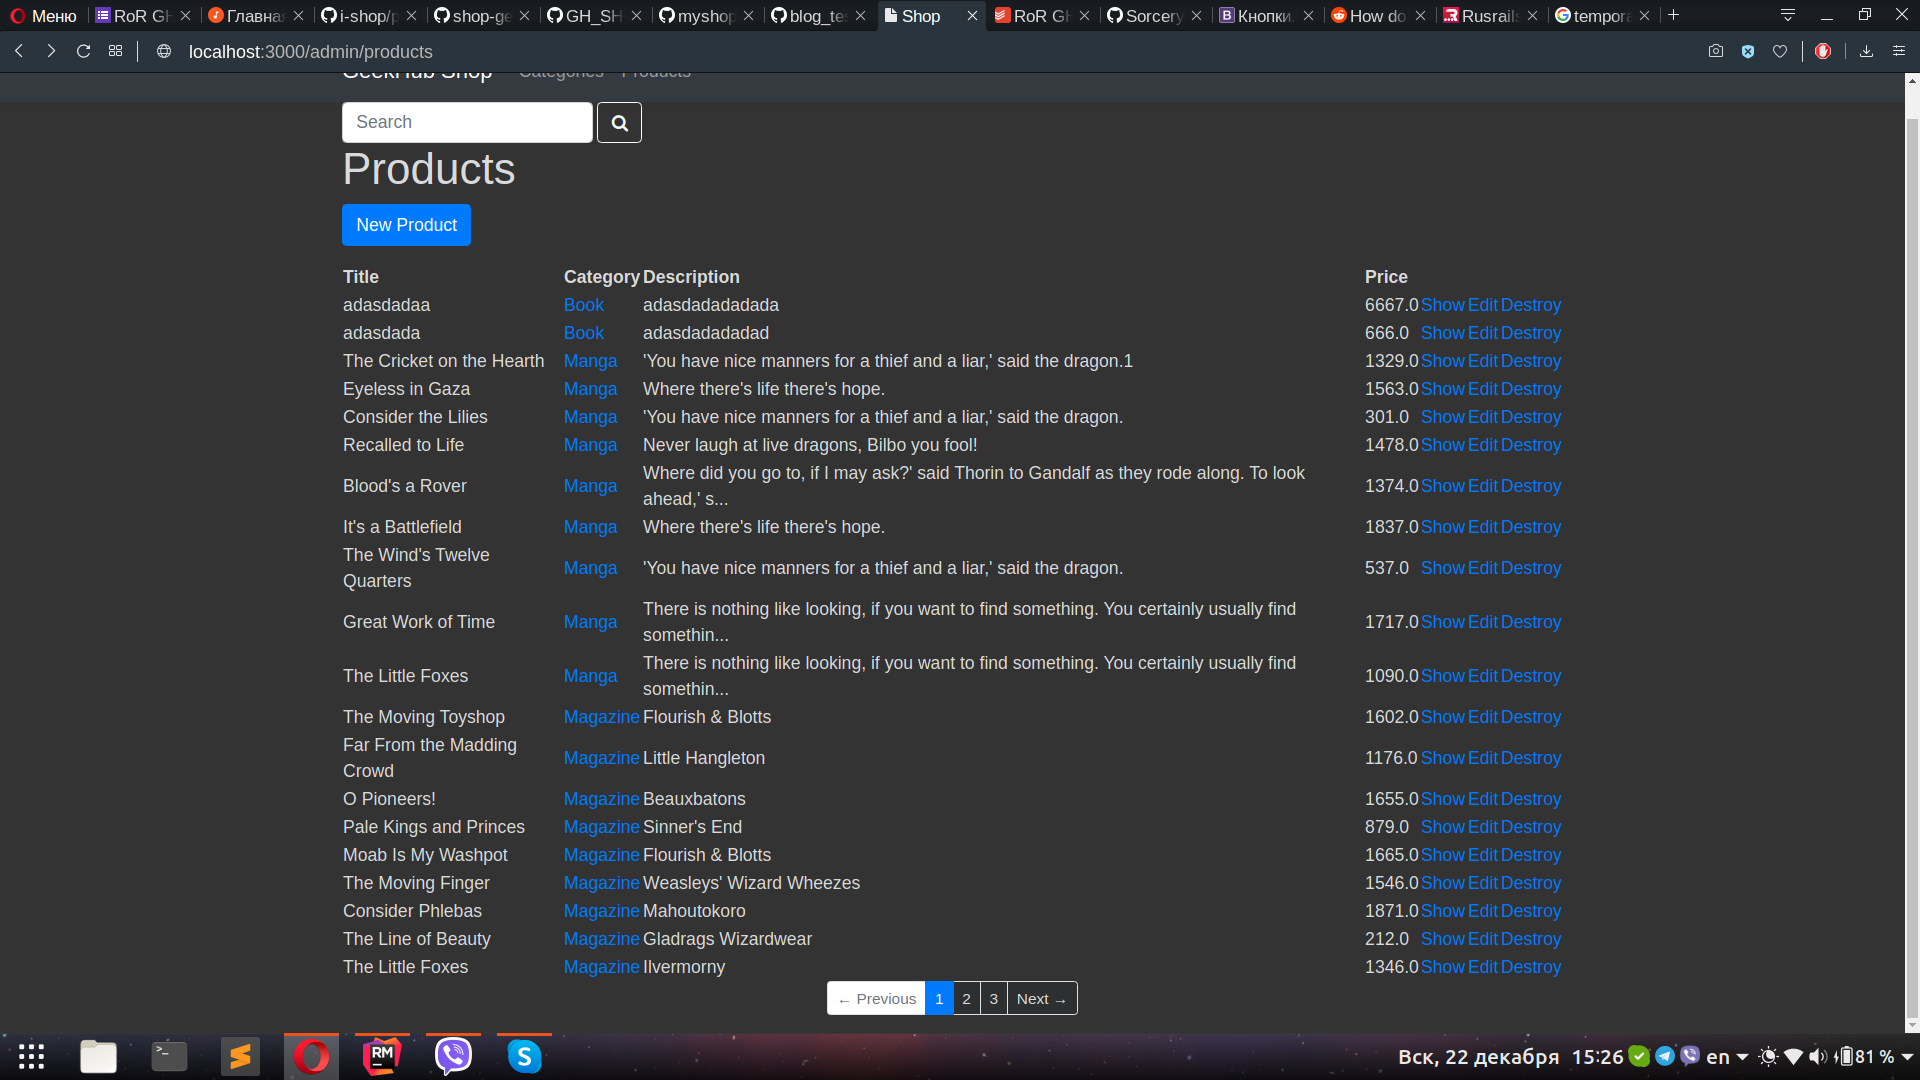 Меню RoR GH Главна i-shop/p shop-ge GH_SH myshop blog_te Shop RoR GH Sorcery Кнопки. How do Rusrails tempora
localhost:3000/admin/products
GeekHub Shop Categories Products
Search
Products
New Product
Title Category Description Price
adasdadaa Book adasdadadadada 6667.0 Show Edit Destroy
adasdada Book adasdadadadad 666.0 Show Edit Destroy
The Cricket on the Hearth Manga 'You have nice manners for a thief and a liar,' said the dragon.1 1329.0 Show Edit Destroy
Eyeless in Gaza Manga Where there's life there's hope. 1563.0 Show Edit Destroy
Consider the Lilies Manga 'You have nice manners for a thief and a liar,' said the dragon. 301.0 Show Edit Destroy
Recalled to Life Manga Never laugh at live dragons, Bilbo you fool! 1478.0 Show Edit Destroy
Blood's a Rover Manga Where did you go to, if I may ask?' said Thorin to Gandalf as they rode along. To look
ahead,' s... 1374.0 Show Edit Destroy
It's a Battlefield Manga Where there's life there's hope. 1837.0 Show Edit Destroy
The Wind's Twelve
Quarters Manga 'You have nice manners for a thief and a liar,' said the dragon. 537.0 Show Edit Destroy
Great Work of Time Manga There is nothing like looking, if you want to find something. You certainly usually find
somethin... 1717.0 Show Edit Destroy
The Little Foxes Manga There is nothing like looking, if you want to find something. You certainly usually find
somethin... 1090.0 Show Edit Destroy
The Moving Toyshop Magazine Flourish & Blotts 1602.0 Show Edit Destroy
Far From the Madding
Crowd Magazine Little Hangleton 1176.0 Show Edit Destroy
O Pioneers! Magazine Beauxbatons 1655.0 Show Edit Destroy
Pale Kings and Princes Magazine Sinner's End 879.0 Show Edit Destroy
Moab Is My Washpot Magazine Flourish & Blotts 1665.0 Show Edit Destroy
The Moving Finger Magazine Weasleys' Wizard Wheezes 1546.0 Show Edit Destroy
Consider Phlebas Magazine Mahoutokoro 1871.0 Show Edit Destroy
The Line of Beauty Magazine Gladrags Wizardwear 212.0 Show Edit Destroy
The Little Foxes Magazine Ilvermorny 1346.0 Show Edit Destroy
← Previous 1 2 3 Next →
Вск, 22 декабря 15:26 en 81 %